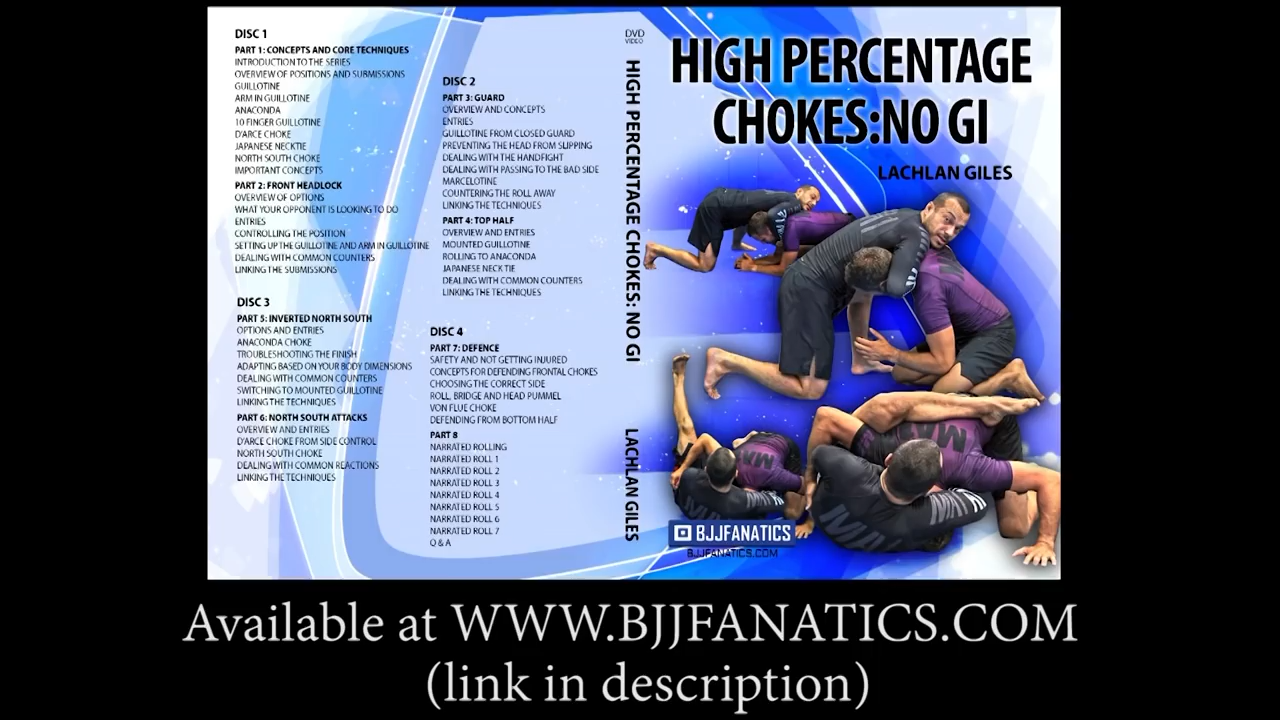 DISC 1
PART 1: CONCEPTS AND CORE TECHNIQUES
INTRODUCTION TO THE SERIES
OVERVIEW OF POSITIONS AND SUBMISSIONS
GUILLOTINE
ARM IN GUILLOTINE
ANACONDA
10 FINGER GUILLOTINE
D'ARCE CHOKE
JAPANESE NECKTIE
NORTH SOUTH CHOKE
IMPORTANT CONCEPTS
PART 2: FRONT HEADLOCK
OVERVIEW OF OPTIONS
WHAT YOUR OPPONENT IS LOOKING TO DO
ENTRIES
CONTROLLING THE POSITION
SETTING UP THE GUILLOTINE AND ARM IN GUILLOTINE
DEALING WITH COMMON COUNTERS
LINKING THE SUBMISSIONS
DISC 2
PART 3: GUARD
OVERVIEW AND CONCEPTS
ENTRIES
GUILLOTINE FROM CLOSED GUARD
PREVENTING THE HEAD FROM SLIPPING
DEALING WITH THE HANDFIGHT
DEALING WITH PASSING TO THE BAD SIDE
MARCELOTINE
COUNTERING THE ROLL AWAY
LINKING THE TECHNIQUES
PART 4: TOP HALF
OVERVIEW AND ENTRIES
MOUNTED GUILLOTINE
ROLLING TO ANACONDA
JAPANESE NECK TIE
DEALING WITH COMMON COUNTERS
LINKING THE TECHNIQUES
DISC 3
PART 5: INVERTED NORTH SOUTH
OPTIONS AND ENTRIES
ANACONDA CHOKE
TROUBLESHOOTING THE FINISH
ADAPTING BASED ON YOUR BODY DIMENSIONS
DEALING WITH COMMON COUNTERS
SWITCHING TO MOUNTED GUILLOTINE
LINKING THE TECHNIQUES
PART 6: NORTH SOUTH ATTACKS
OVERVIEW AND ENTRIES
D'ARCE CHOKE FROM SIDE CONTROL
NORTH SOUTH CHOKE
DEALING WITH COMMON REACTIONS
LINKING THE TECHNIQUES
DISC 4
PART 7: DEFENCE
SAFETY AND NOT GETTING INJURED
CONCEPTS FOR DEFENDING FRONTAL CHOKES
CHOOSING THE CORRECT SIDE
ROLL, BRIDGE AND HEAD PUMMEL
VON FLUE CHOKE
DEFENDING FROM BOTTOM HALF
PART 8
NARRATED ROLLING
NARRATED ROLL 1
NARRATED ROLL 2
NARRATED ROLL 3
NARRATED ROLL 4
NARRATED ROLL 5
NARRATED ROLL 6
NARRATED ROLL 7
Q & A
DVD
VIDEO
HIGH PERCENTAGE CHOKES: NO GI
LACHLAN GILES
HIGH PERCENTAGE
CHOKES:NO GI
LACHLAN GILES
BJJFANATICS
BJJFANATICS.COM
Available at WWW.BJJFANATICS.COM
(link in description)